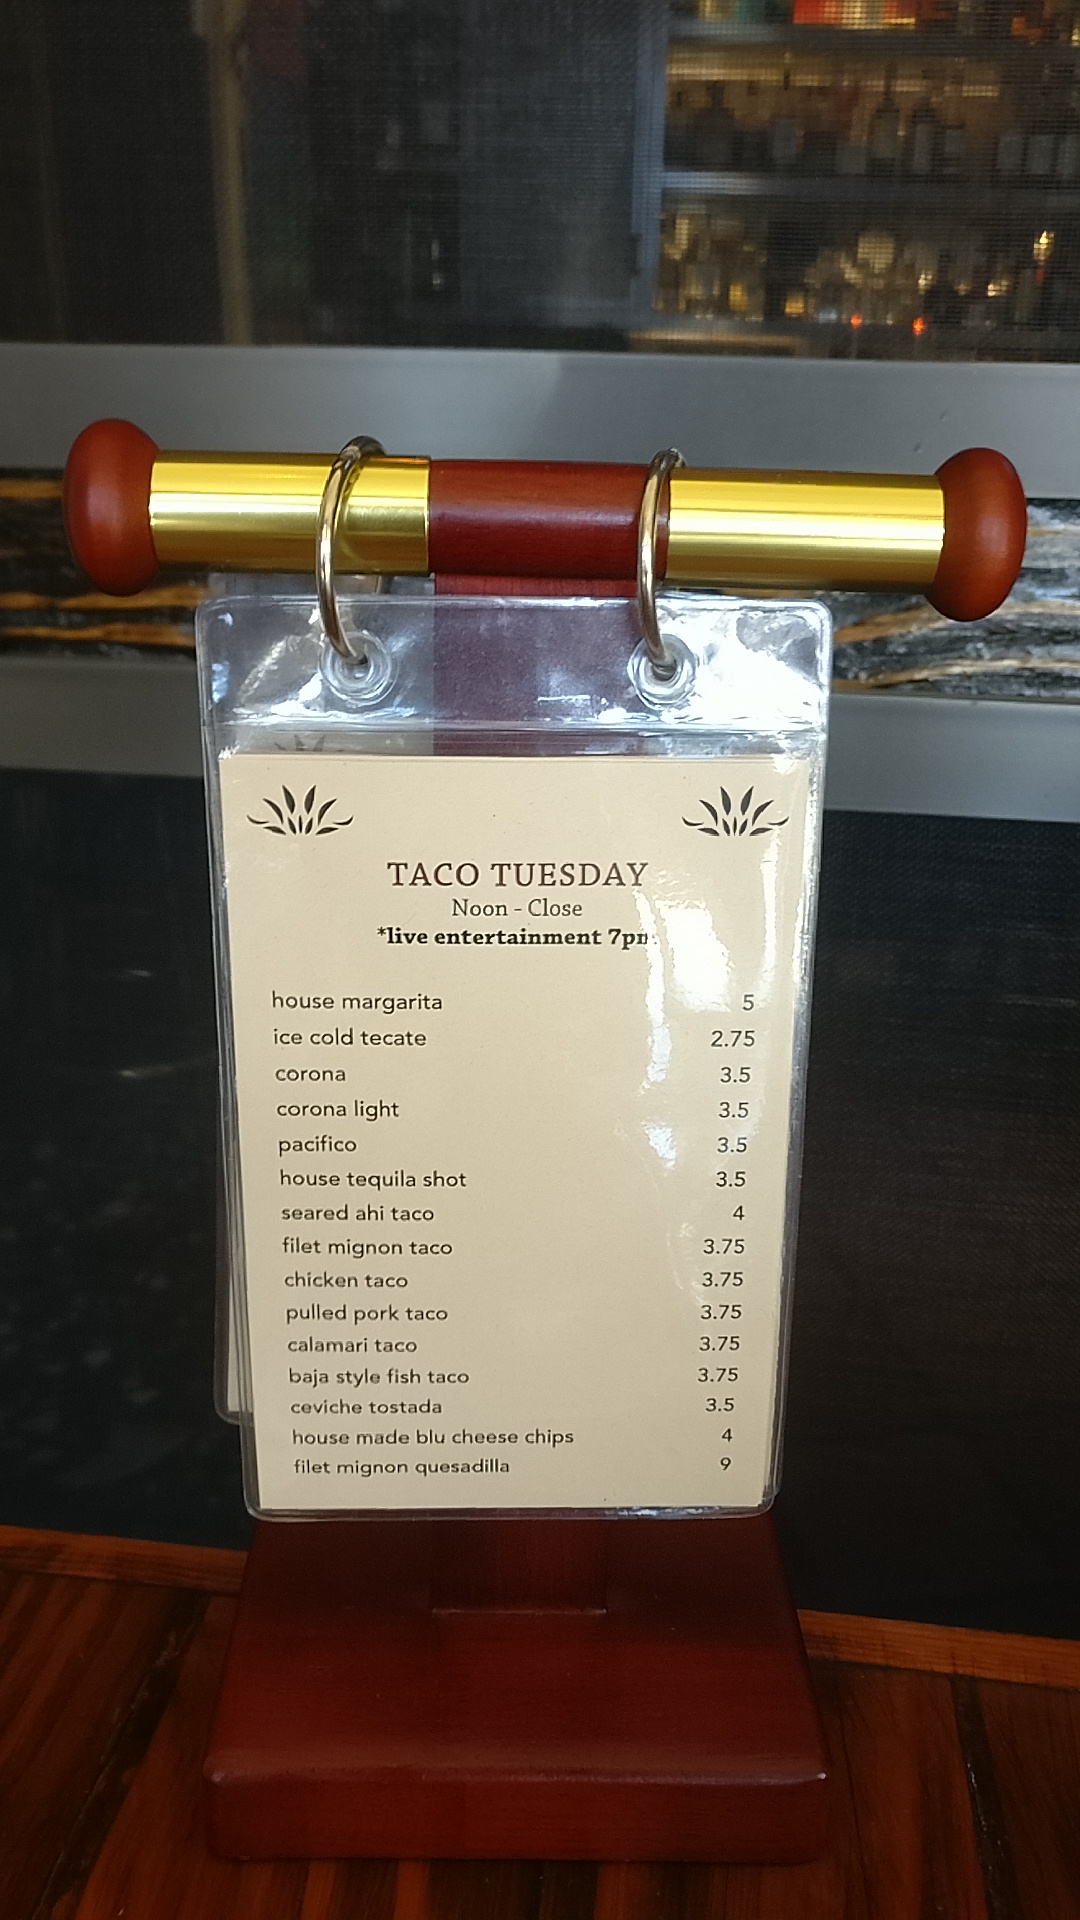 TACO TUESDAY
Noon - Close
*live entertainment 7pm
house margarita 5
ice cold tecate 2.75
corona 3.5
corona light 3.5
pacifico 3.5
house tequila shot 3.5
seared ahi taco 4
filet mignon taco 3.75
chicken taco 3.75
pulled pork taco 3.75
calamari taco 3.75
baja style fish taco 3.75
ceviche tostada 3.5
house made blu cheese chips 4
filet mignon quesadilla 9